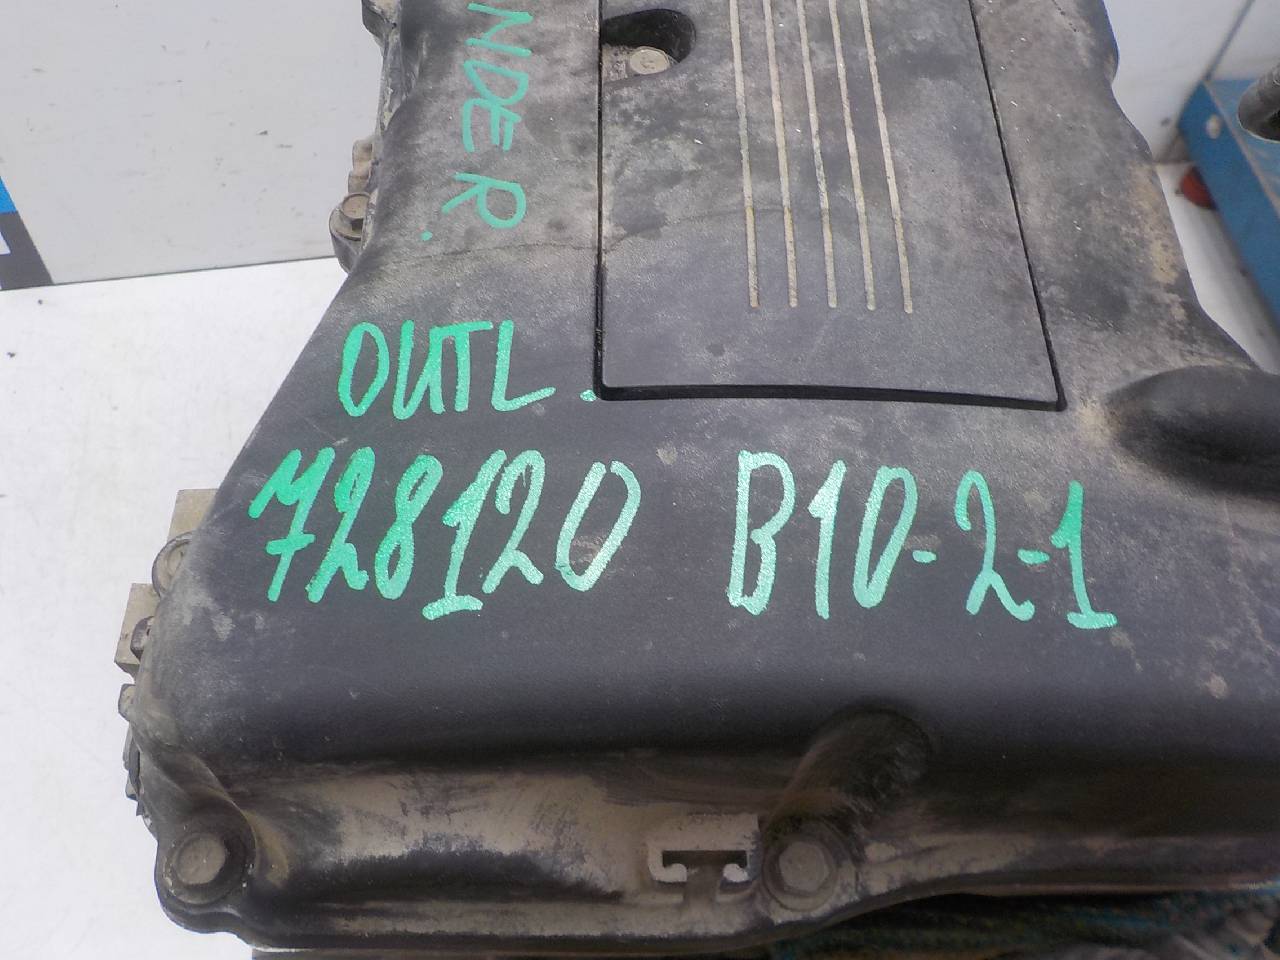 NDER.
OUTL.
728120 B10-2-1